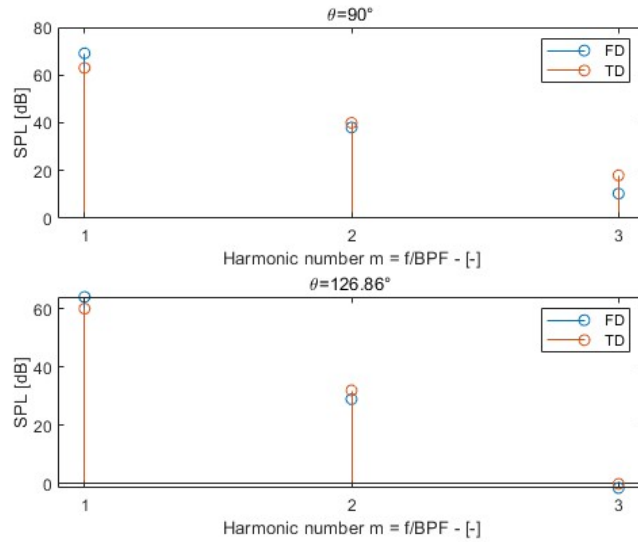 θ=90°
80
60
40
20
0
SPL [dB]
FD
TD
1 2 3
Harmonic number m = f/BPF - [-]
θ=126.86°
60
40
20
0
SPL [dB]
FD
TD
1 2 3
Harmonic number m = f/BPF - [-]